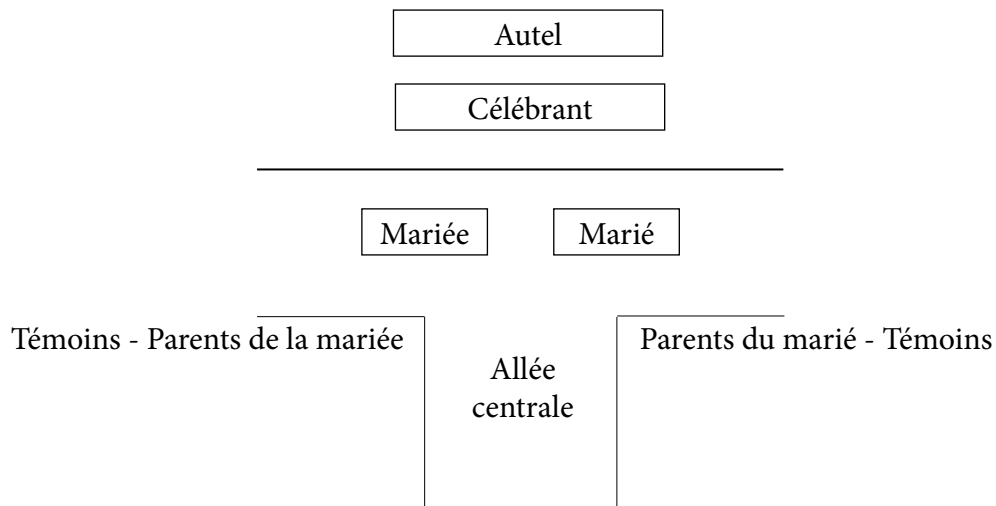 Autel
Célébrant
Mariée
Marié
Témoins - Parents de la mariée
Parents du marié - Témoins
Allée
centrale